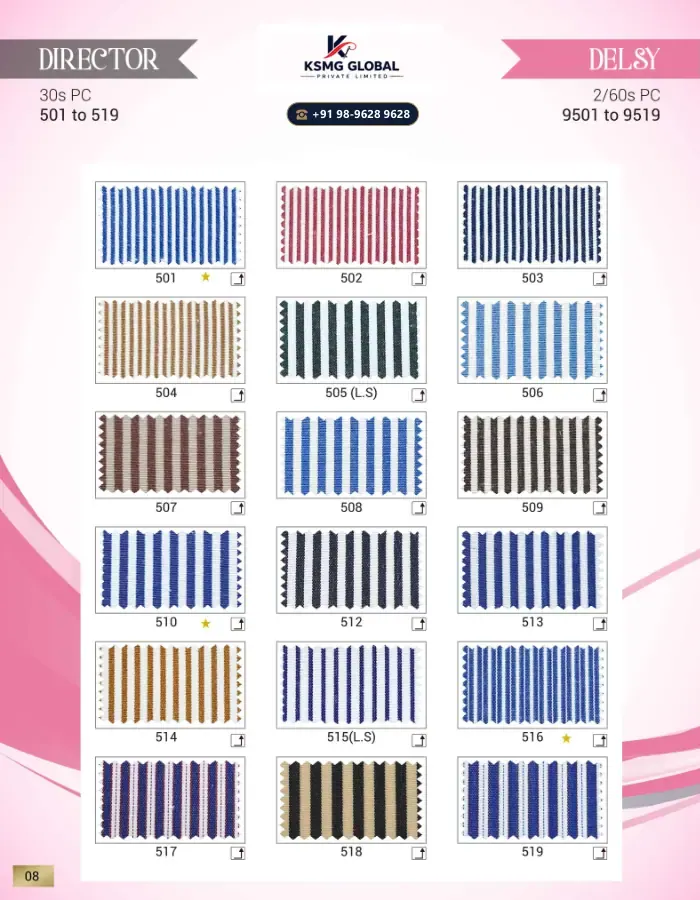 DIRECTOR
30s PC
501 to 519
KSMG GLOBAL
PRIVATE LIMITED
+91 98-9628 9628
DELSY
2/60s PC
9501 to 9519
501
502
503
504
505 (L.S)
506
507
508
509
510
512
513
514
515(L.S)
516
517
518
519
08